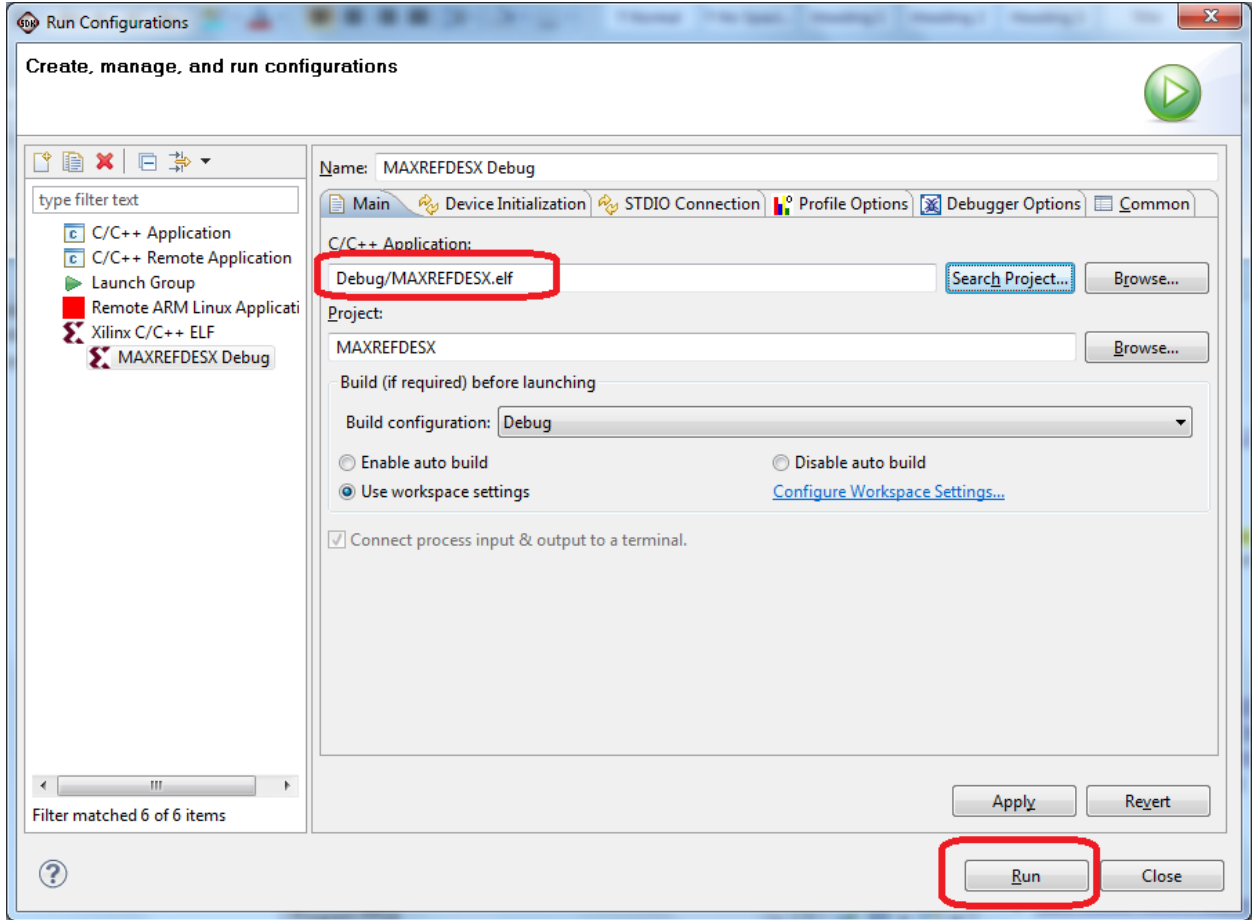 SDK Run Configurations
Create, manage, and run configurations
type filter text
C/C++ Application
C/C++ Remote Application
Launch Group
Remote ARM Linux Applicati
Xilinx C/C++ ELF
MAXREFDESX Debug
Filter matched 6 of 6 items
Name: MAXREFDESX Debug
Main Device Initialization STDIO Connection Profile Options Debugger Options Common
C/C++ Application:
Debug/MAXREFDESX.elf Search Project... Browse...
Project:
MAXREFDESX Browse...
Build (if required) before launching
Build configuration: Debug
Enable auto build Disable auto build
Use workspace settings Configure Workspace Settings...
Connect process input & output to a terminal.
Apply Revert
? Run Close